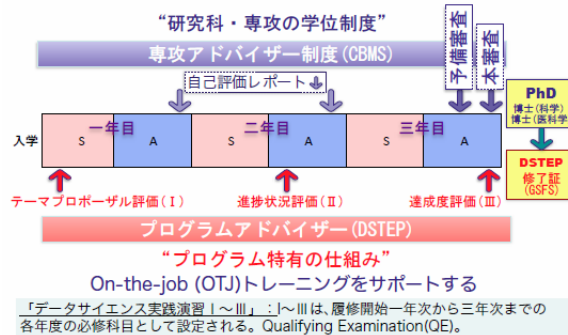 “研究科・専攻の学位制度”
専攻アドバイザー制度(CBMS)
予備審査
本審査
自己評価レポート
PhD
博士(科学)
博士(医科学)
入学
一年目
二年目
三年目
S
A
S
A
S
A
DSTEP
修了証
(GSFS)
テーマプロポーザル評価(Ⅰ)
進捗状況評価(Ⅱ)
達成度評価(Ⅲ)
プログラムアドバイザー(DSTEP)
“プログラム特有の仕組み”
On-the-job (OTJ)トレーニングをサポートする
「データサイエンス実践演習Ⅰ～Ⅲ」：Ⅰ～Ⅲは、履修開始一年次から三年次までの
各年度の必修科目として設定される。Qualifying Examination(QE)。